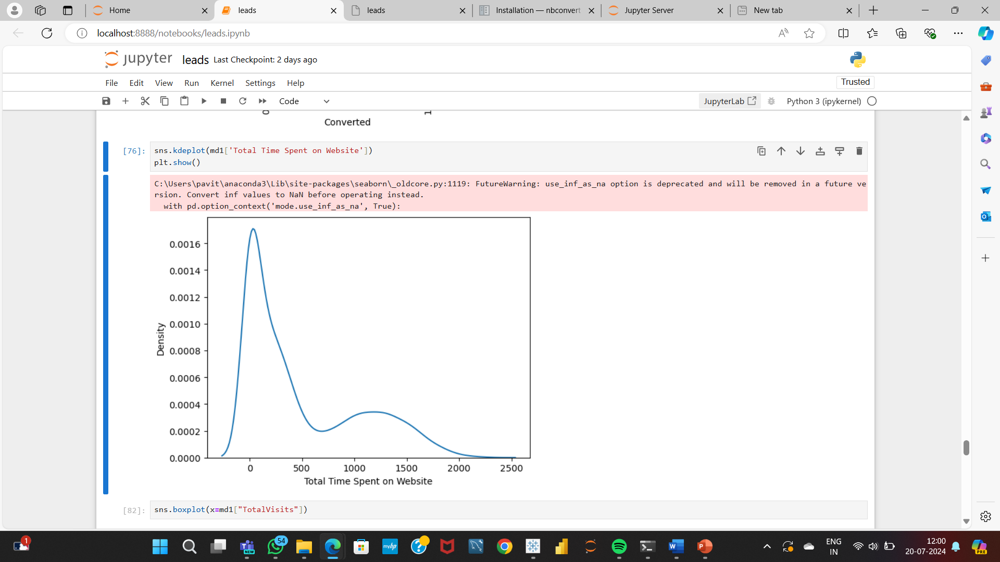 Home
leads
leads
Installation — nbconvert
Jupyter Server
New tab
localhost:8888/notebooks/leads.ipynb
jupyter leads Last Checkpoint: 2 days ago
File Edit View Run Kernel Settings Help
Trusted
Code
JupyterLab
Python 3 (ipykernel)
0 1
Converted
[76]:
sns.kdeplot(md1['Total Time Spent on Website'])
plt.show()
C:\Users\pavit\anaconda3\Lib\site-packages\seaborn\_oldcore.py:1119: FutureWarning: use_inf_as_na option is deprecated and will be removed in a future ve
rsion. Convert inf values to NaN before operating instead.
  with pd.option_context('mode.use_inf_as_na', True):
0.0016
0.0014
0.0012
0.0010
0.0008
0.0006
0.0004
0.0002
0.0000
Density
0 500 1000 1500 2000 2500
Total Time Spent on Website
[82]:
sns.boxplot(x=md1["TotalVisits"])
1
NEW
54
myhp
ENG
IN
12:00
20-07-2024
PRE